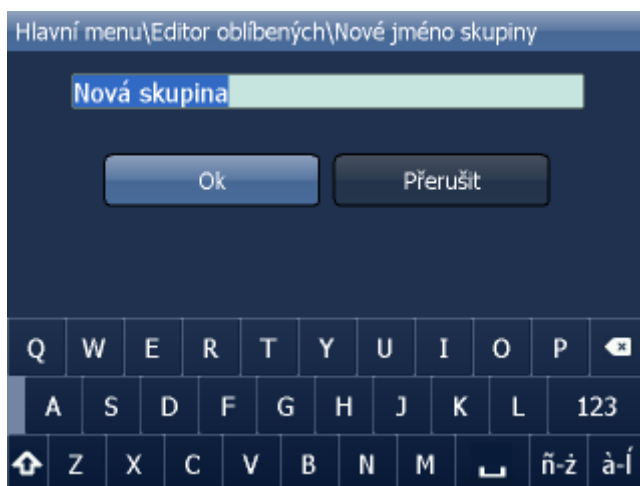 Hlavní menu\Editor oblíbených\Nové jméno skupiny
Nová skupina
Ok Přerušit
Q W E R T Y U I O P
A S D F G H J K L 123
Z X C V B N M ñ-ż à-Í